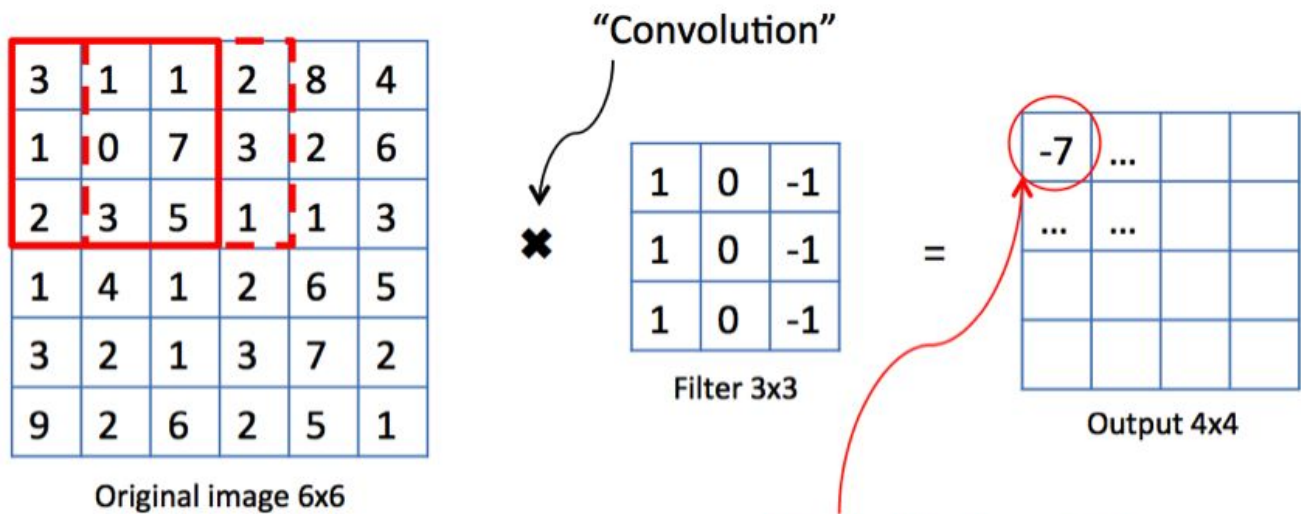 “Convolution”
3 1 1 2 8 4
1 0 7 3 2 6
2 3 5 1 1 3
1 4 1 2 6 5
3 2 1 3 7 2
9 2 6 2 5 1
Original image 6x6
✖
1 0 -1
1 0 -1
1 0 -1
Filter 3x3
=
-7 ...
... ...
Output 4x4